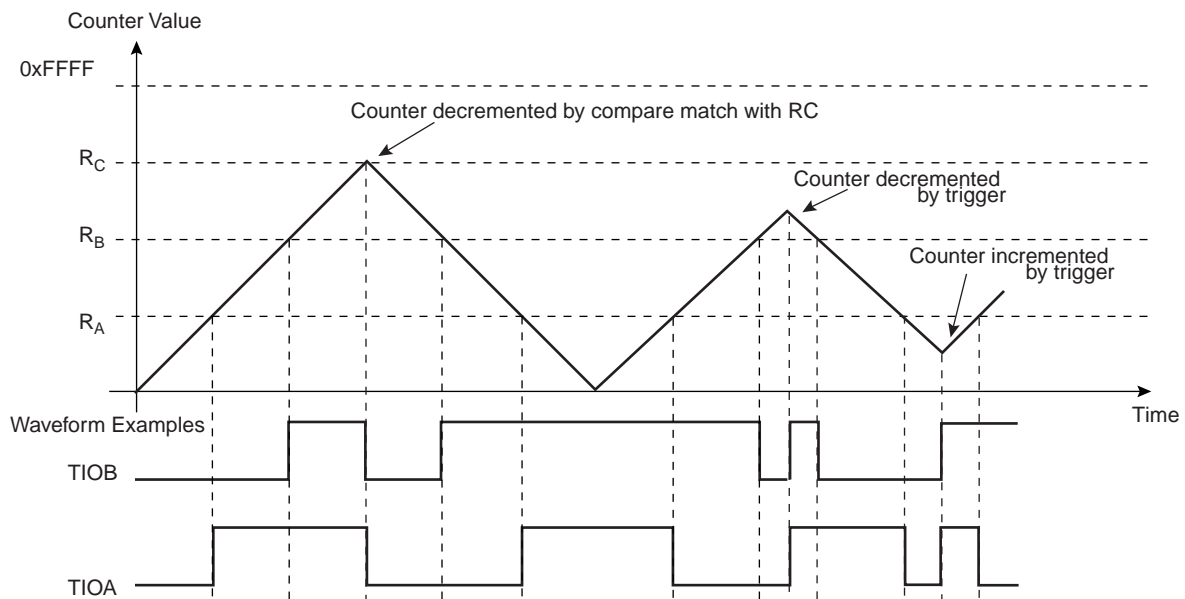 Counter Value
0xFFFF
Counter decremented by compare match with RC
RC
Counter decremented
by trigger
RB
Counter incremented
by trigger
RA
Time
Waveform Examples
TIOB
TIOA